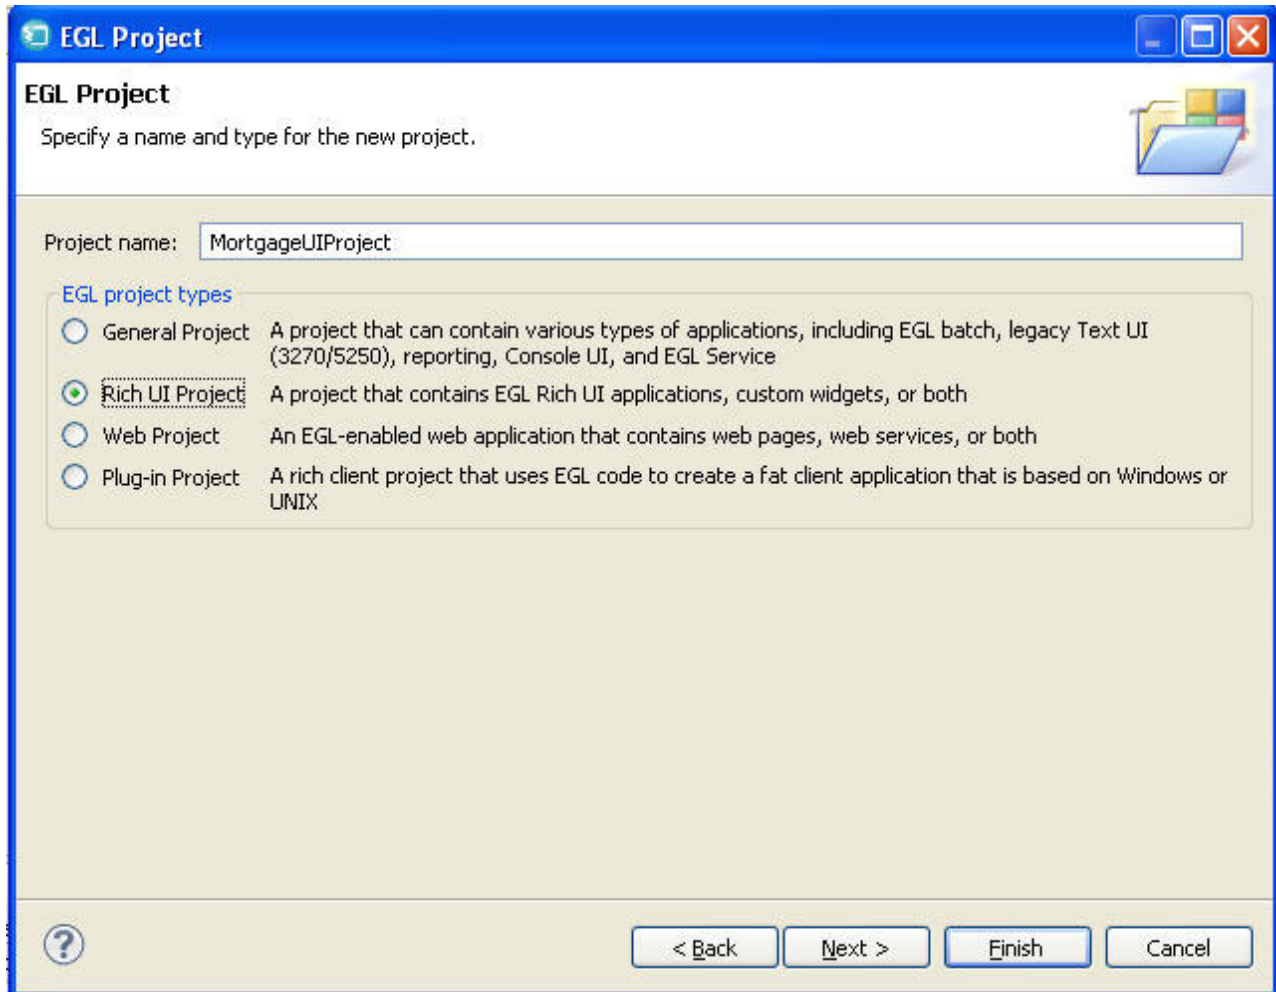 EGL Project
EGL Project
Specify a name and type for the new project.
Project name: MortgageUIProject
EGL project types
General Project A project that can contain various types of applications, including EGL batch, legacy Text UI
(3270/5250), reporting, Console UI, and EGL Service
Rich UI Project A project that contains EGL Rich UI applications, custom widgets, or both
Web Project An EGL-enabled web application that contains web pages, web services, or both
Plug-in Project A rich client project that uses EGL code to create a fat client application that is based on Windows or
UNIX
? < Back Next > Finish Cancel